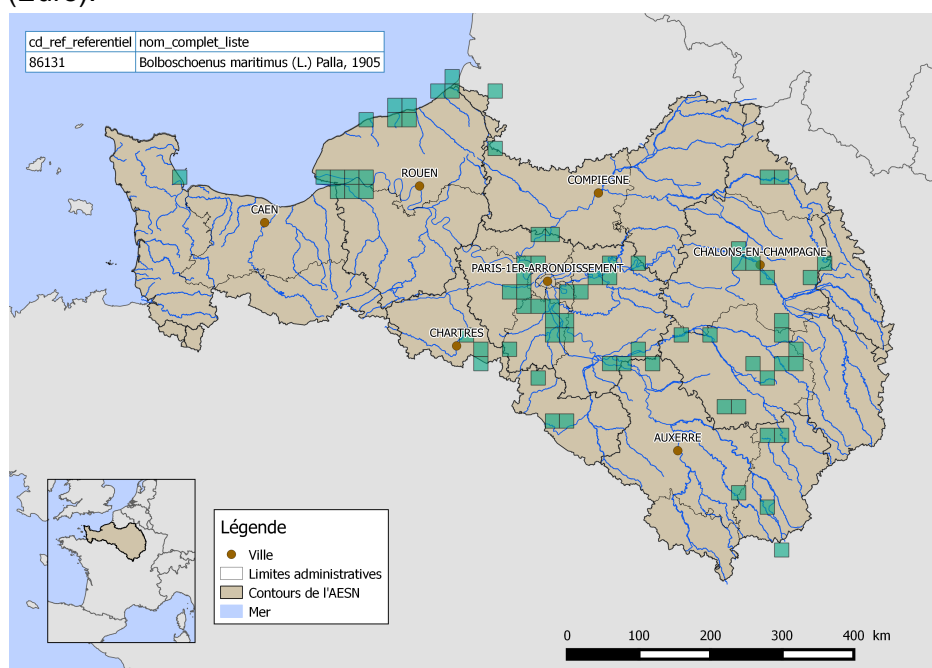 (Eure).
cd_ref_referentiel nom_complet_liste
86131 Bolboschoenus maritimus (L.) Palla, 1905
ROUEN
COMPIEGNE
CAEN
CHALONS-EN-CHAMPAGNE
PARIS-1ER-ARRONDISSEMENT
CHARTRES
AUXERRE
Légende
Ville
Limites administratives
Contours de l'AESN
Mer
0 100 200 300 400 km